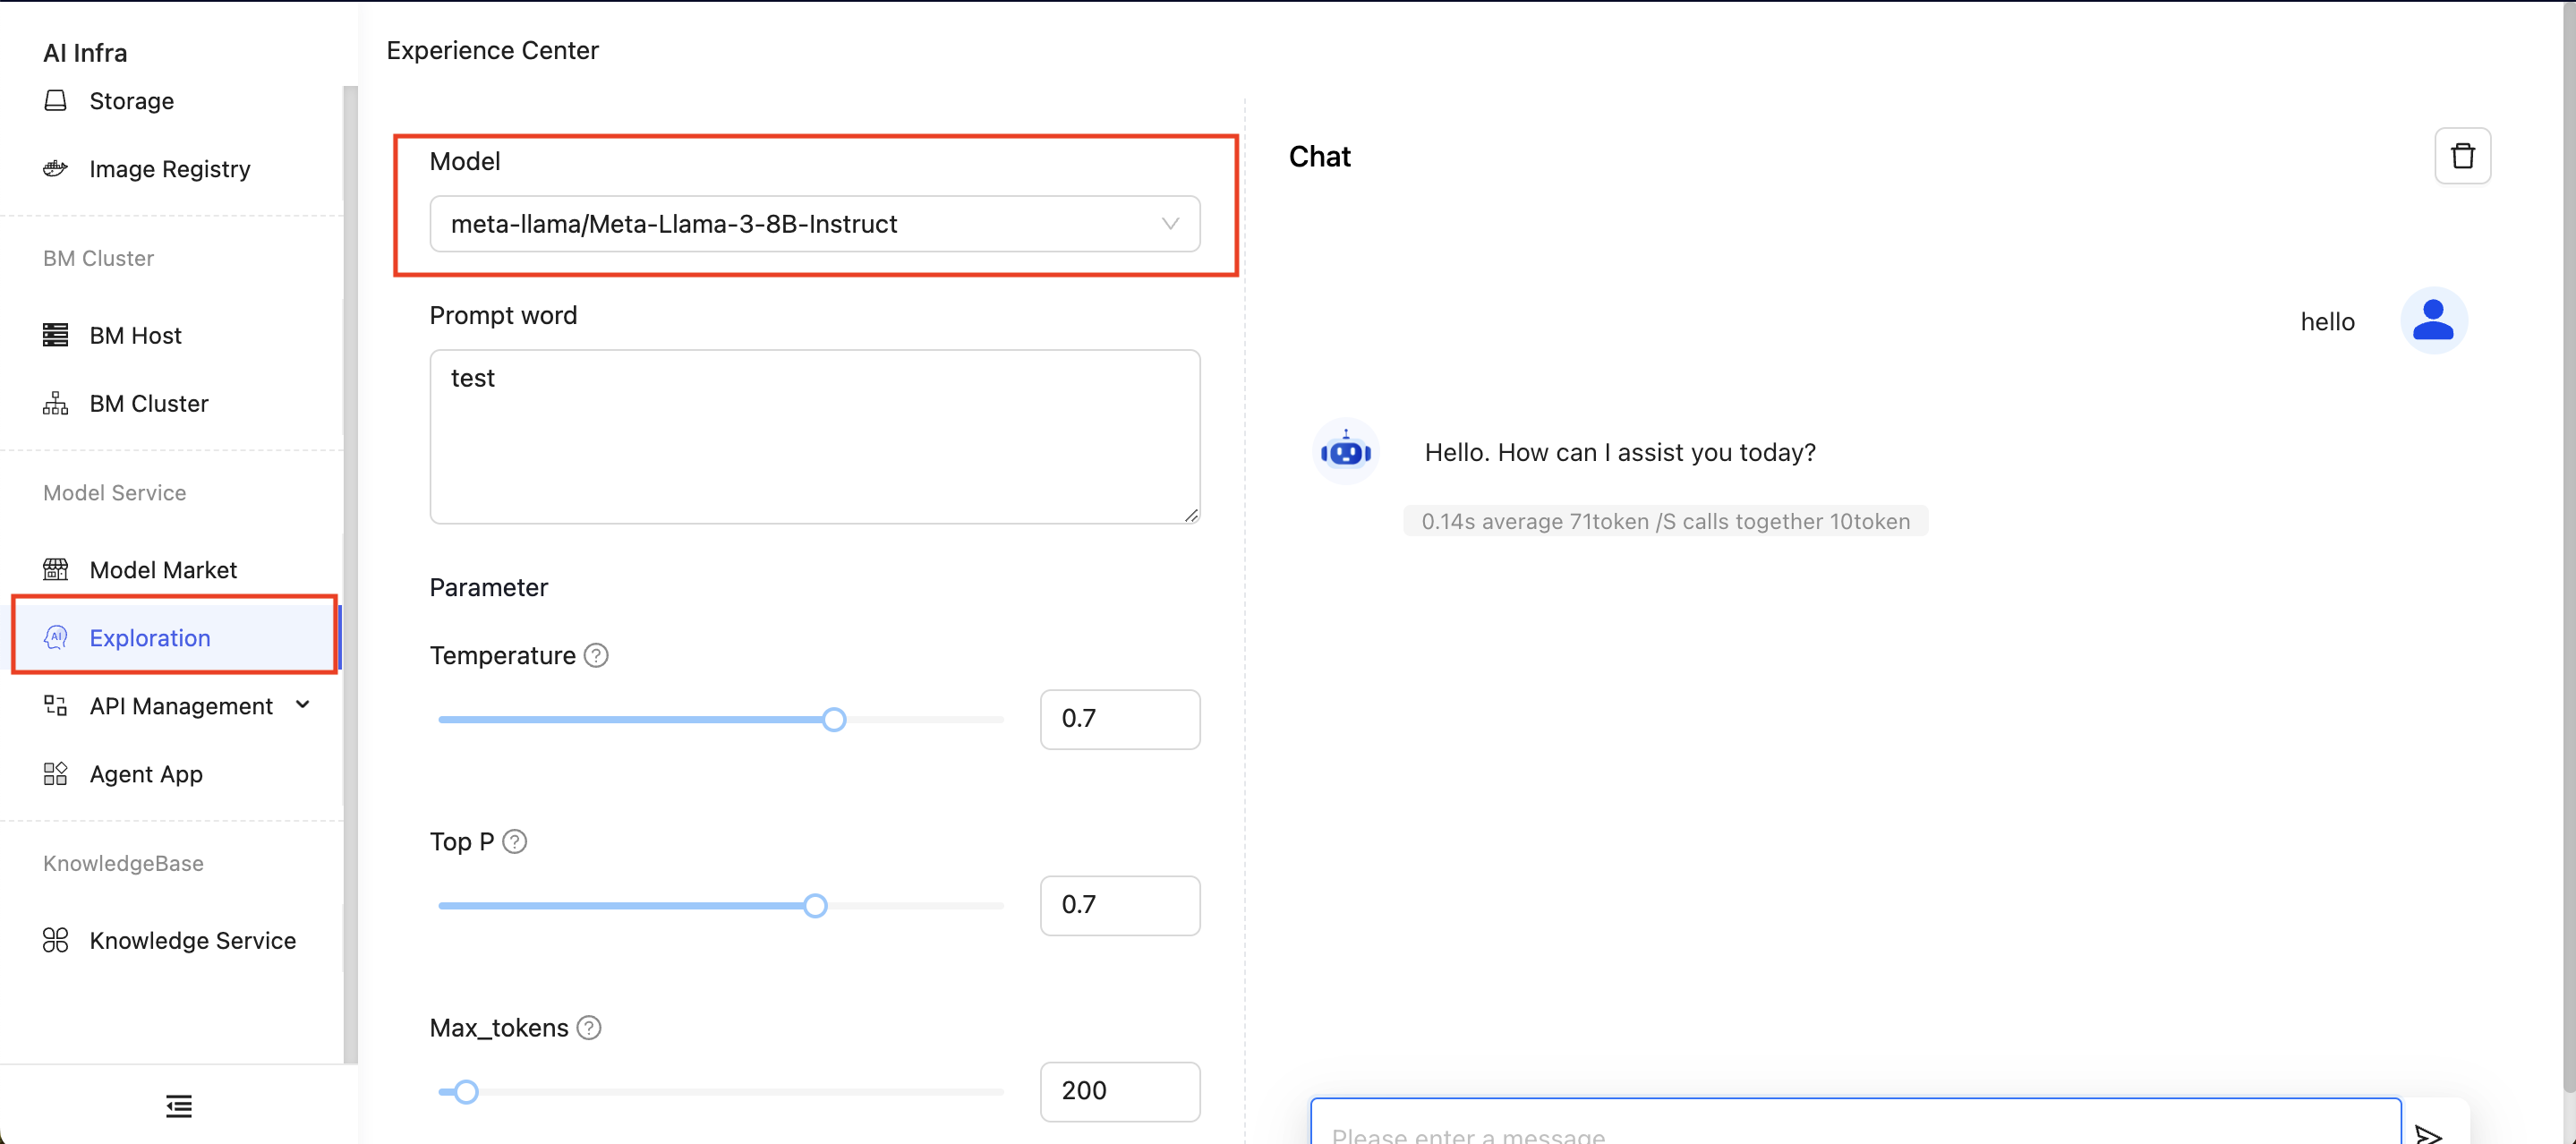 AI Infra
Storage
Image Registry
BM Cluster
BM Host
BM Cluster
Model Service
Model Market
AI
Exploration
API Management
Agent App
KnowledgeBase
Knowledge Service
Experience Center
Model
meta-llama/Meta-Llama-3-8B-Instruct
Prompt word
test
Parameter
Temperature ?
0.7
Top P ?
0.7
Max_tokens ?
200
Chat
hello
Hello. How can I assist you today?
0.14s average 71token /S calls together 10token
Please enter a message